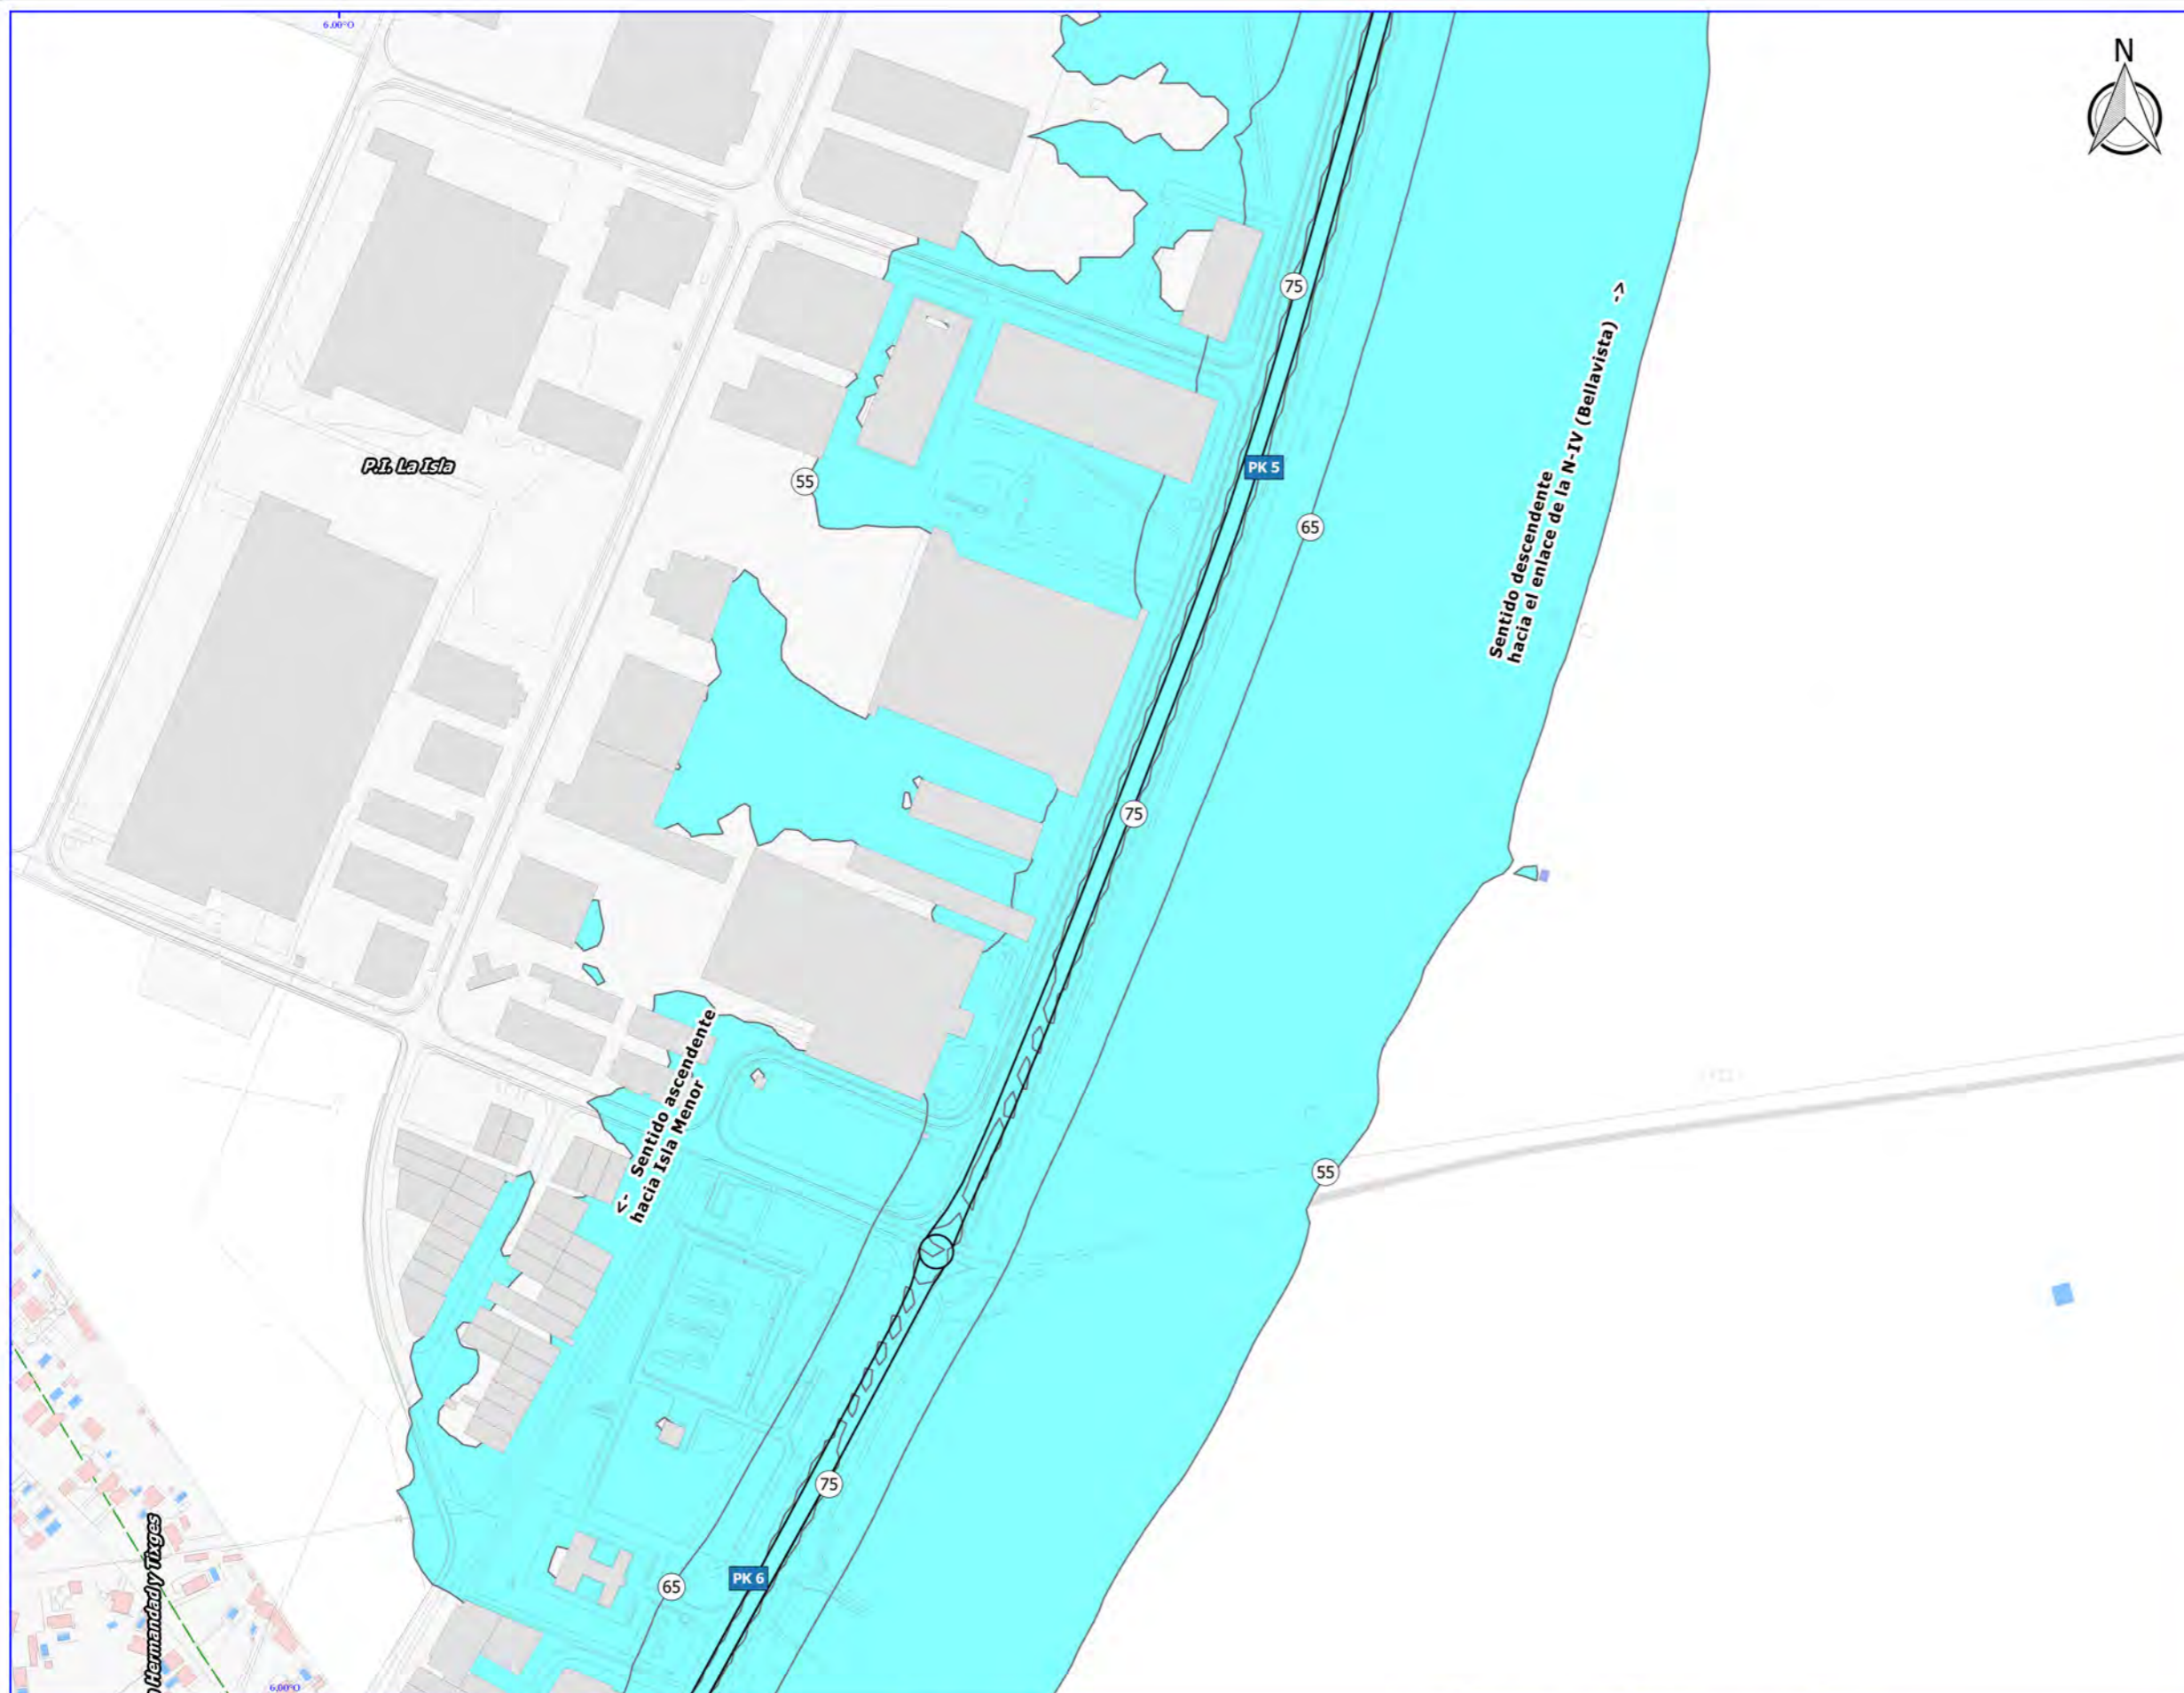 6.00°O
N
75
Sentido descendente
hacia el enlace de la N-IV (Bellavista) ->
P.I. La Isla
PK 5
55
65
75
<- Sentido ascendente
hacia Isla Menor
55
75
Hermandad y Tixges
PK 6
65
6.00°O